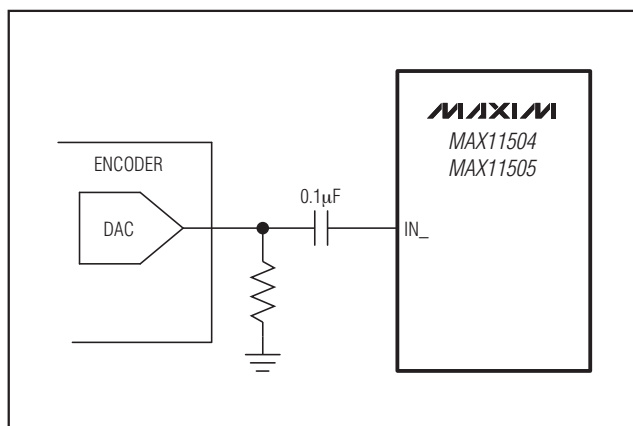 MAXIM
MAX11504
MAX11505
ENCODER
DAC
0.1μF
IN_